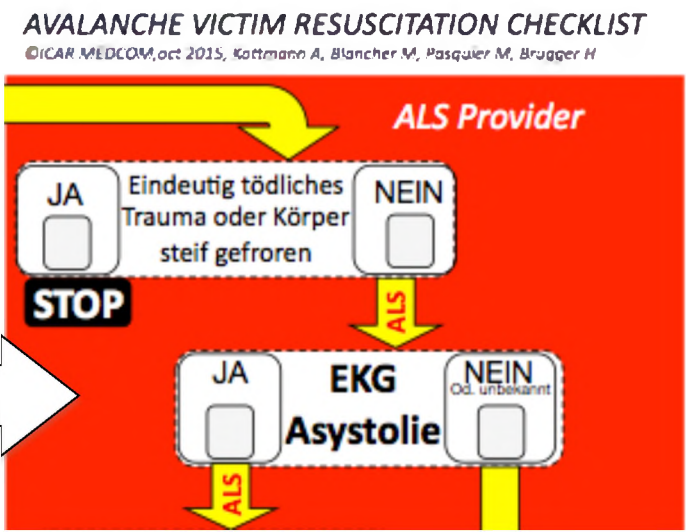 AVALANCHE VICTIM RESUSCITATION CHECKLIST
©ICAR MEDCOM,oct 2015, Kottmann A, Blancher M, Pasquier M, Brugger H
ALS Provider
JA
Eindeutig tödliches
Trauma oder Körper
steif gefroren
NEIN
STOP
ALS
JA
EKG
Asystolie
NEIN
Od. unbekannt
ALS